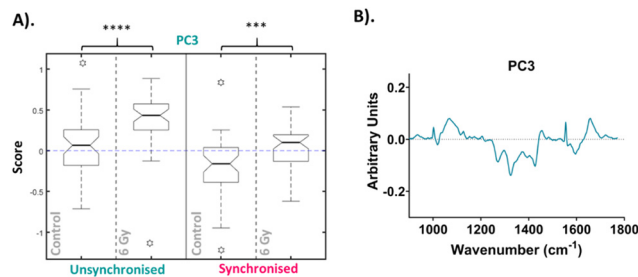 A).
****
PC3
***
1
0.5
0
-0.5
-1
Score
Control
6 Gy
Control
6 Gy
Unsynchronised
Synchronised
B).
PC3
0.2
0.0
-0.2
Arbitrary Units
1000
1200
1400
1600
1800
Wavenumber (cm⁻¹)